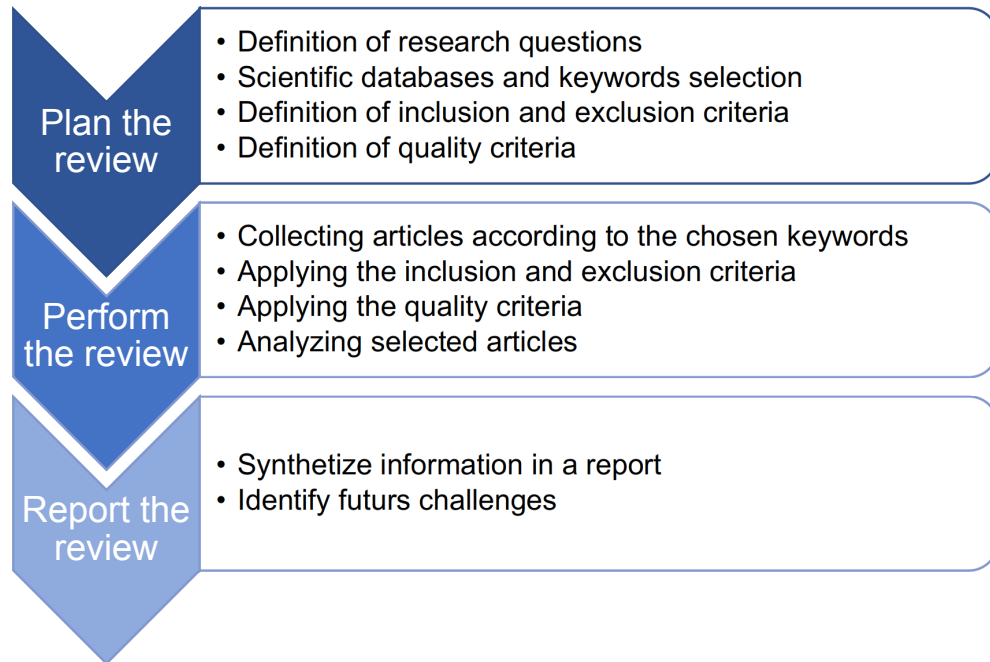 Plan the
review
• Definition of research questions
• Scientific databases and keywords selection
• Definition of inclusion and exclusion criteria
• Definition of quality criteria
Perform
the review
• Collecting articles according to the chosen keywords
• Applying the inclusion and exclusion criteria
• Applying the quality criteria
• Analyzing selected articles
Report the
review
• Synthetize information in a report
• Identify futurs challenges